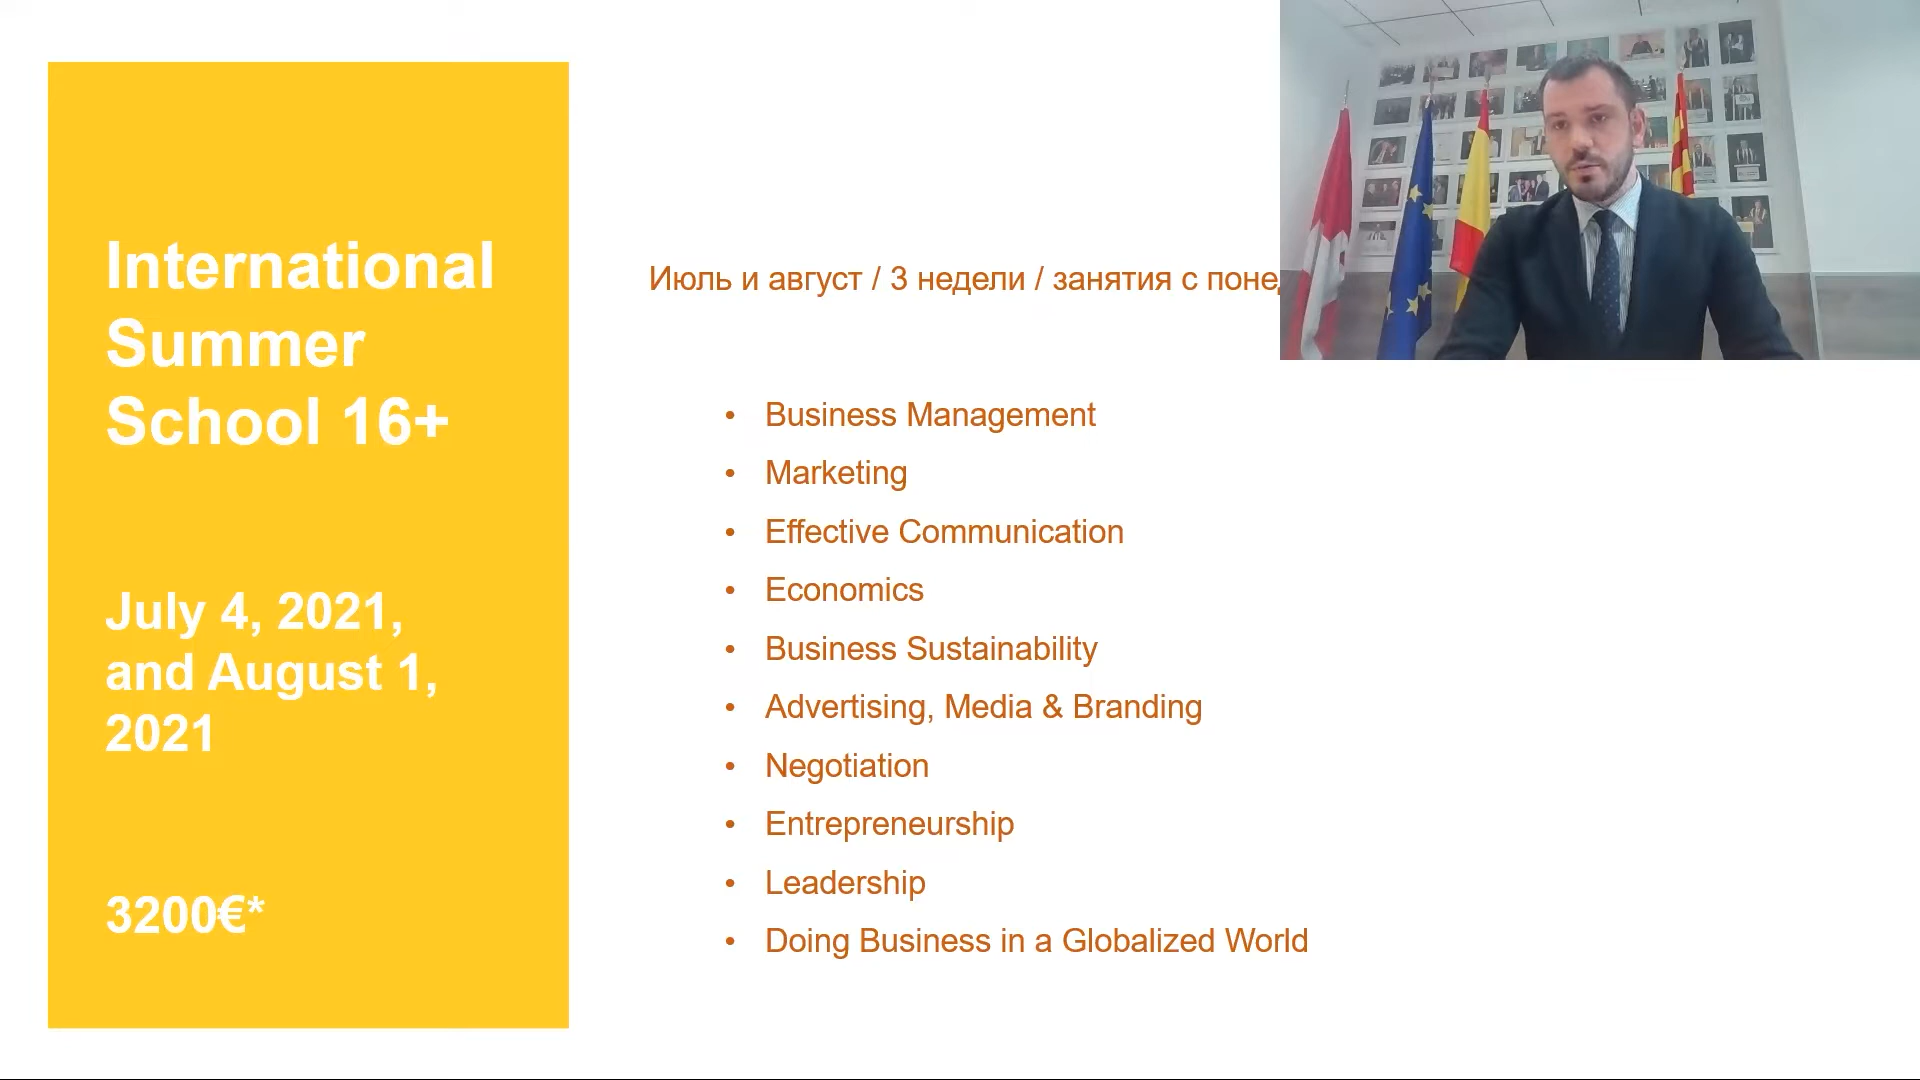 International
Summer
School 16+
July 4, 2021,
and August 1,
2021
3200€*
Июль и август / 3 недели / занятия с
Business Management
Marketing
Effective Communication
Economics
Business Sustainability
Advertising, Media & Branding
Negotiation
Entrepreneurship
Leadership
Doing Business in a Globalized World